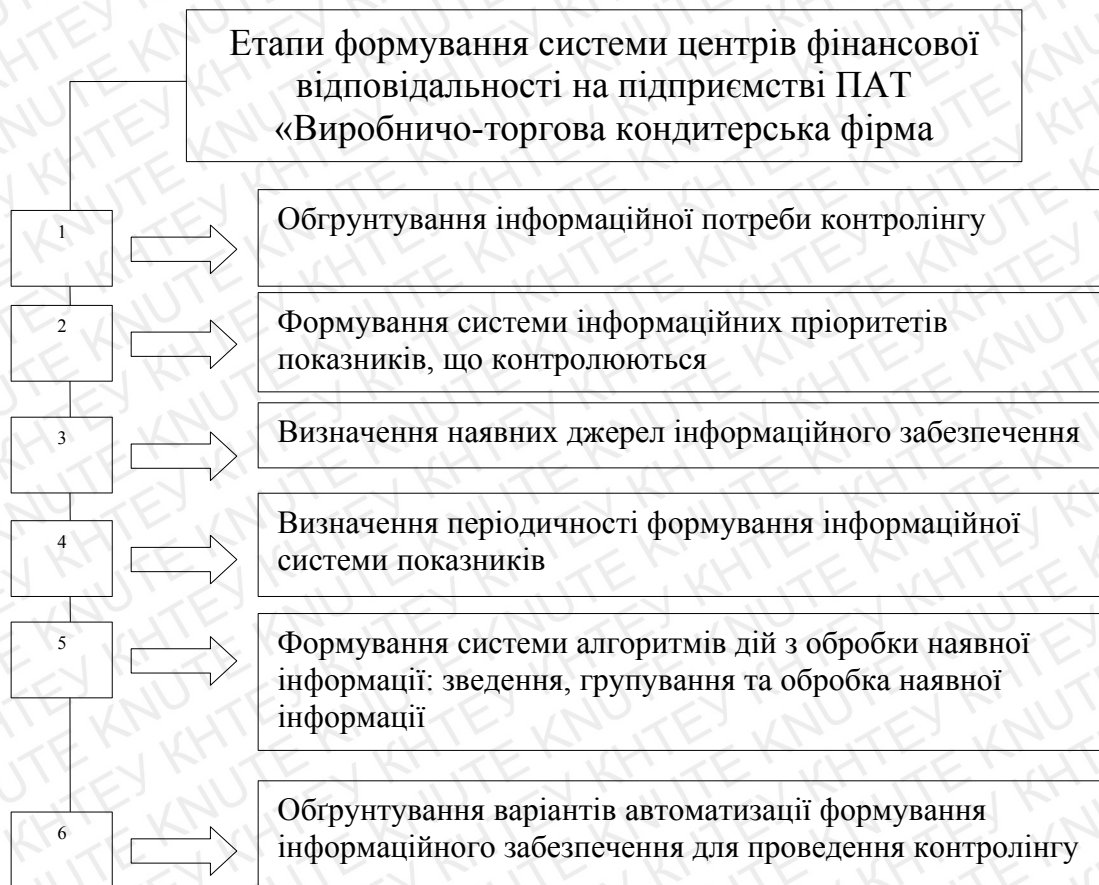 Етапи формування системи центрів фінансової
відповідальності на підприємстві ПАТ
«Виробничо-торгова кондитерська фірма
1
Обгрунтування інформаційної потреби контролінгу
2
Формування системи інформаційних пріоритетів
показників, що контролюються
3
Визначення наявних джерел інформаційного забезпечення
4
Визначення періодичності формування інформаційної
системи показників
5
Формування системи алгоритмів дій з обробки наявної
інформації: зведення, групування та обробка наявної
інформації
6
Обґрунтування варіантів автоматизації формування
інформаційного забезпечення для проведення контролінгу